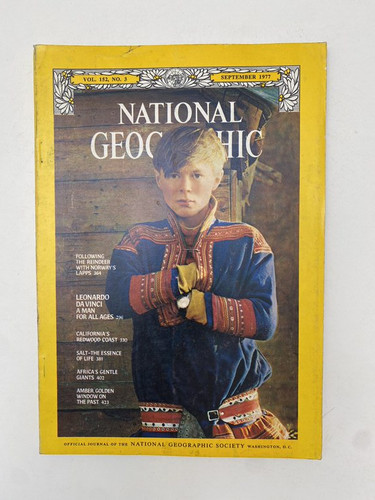 VOL. 152, NO. 3
SEPTEMBER 1977
NATIONAL
GEOGRAPHIC
FOLLOWING
THE REINDEER
WITH NORWAY'S
LAPPS 364
LEONARDO
DA VINCI
A MAN
FOR ALL AGES 296
CALIFORNIA'S
REDWOOD COAST 330
SALT–THE ESSENCE
OF LIFE 381
AFRICA'S GENTLE
GIANTS 402
AMBER GOLDEN
WINDOW ON
THE PAST 423
OFFICIAL JOURNAL OF THE NATIONAL GEOGRAPHIC SOCIETY WASHINGTON, D.C.